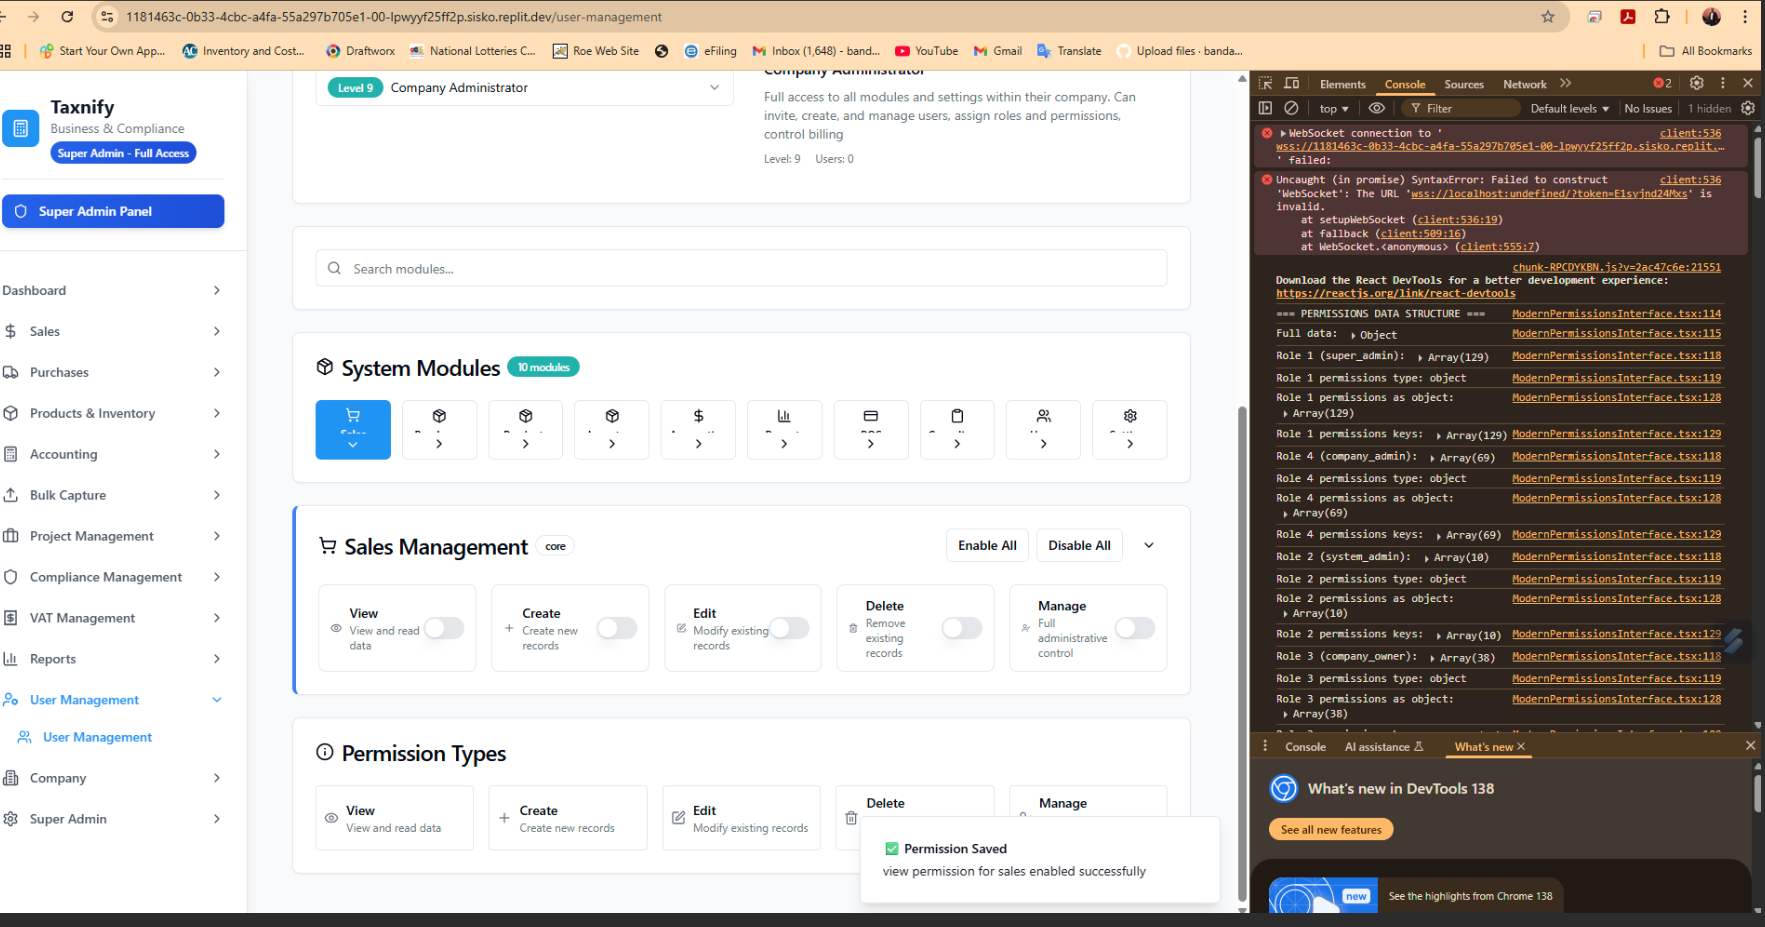 1181463c-0b33-4cbc-a4fa-55a297b705e1-00-lpwyyf25ff2p.sisko.replit.dev/user-management
Start Your Own App...
Inventory and Cost...
Draftworx
National Lotteries C...
Roe Web Site
eFiling
Inbox (1,648) - band...
YouTube
Gmail
Translate
Upload files · banda...
All Bookmarks
Taxnify
Business & Compliance
Super Admin - Full Access
Super Admin Panel
Dashboard
Sales
Purchases
Products & Inventory
Accounting
Bulk Capture
Project Management
Compliance Management
VAT Management
Reports
User Management
User Management
Company
Super Admin
Level 9 Company Administrator
Company Administrator
Full access to all modules and settings within their company. Can
invite, create, and manage users, assign roles and permissions,
control billing
Level: 9 Users: 0
Search modules...
System Modules 10 modules
Sales Management core
Enable All
Disable All
View
View and read
data
Create
Create new
records
Edit
Modify existing
records
Delete
Remove
existing
records
Manage
Full
administrative
control
Permission Types
View
View and read data
Create
Create new records
Edit
Modify existing records
Delete
Manage
Permission Saved
view permission for sales enabled successfully
Elements Console Sources Network 2
top Filter Default levels No Issues 1 hidden
WebSocket connection to ' client:536
wss://1181463c-0b33-4cbc-a4fa-55a297b705e1-00-lpwyyf25ff2p.sisko.replit.…
' failed:
Uncaught (in promise) SyntaxError: Failed to construct client:536
'WebSocket': The URL 'wss://localhost:undefined/?token=E1syjnd24Mxs' is
invalid.
at setupWebSocket (client:536:19)
at fallback (client:509:16)
at WebSocket.<anonymous> (client:555:7)
chunk-RPCDYKBN.js?v=2ac47c6e:21551
Download the React DevTools for a better development experience:
https://reactjs.org/link/react-devtools
=== PERMISSIONS DATA STRUCTURE === ModernPermissionsInterface.tsx:114
Full data: Object ModernPermissionsInterface.tsx:115
Role 1 (super_admin): Array(129) ModernPermissionsInterface.tsx:118
Role 1 permissions type: object ModernPermissionsInterface.tsx:119
Role 1 permissions as object: ModernPermissionsInterface.tsx:128
Array(129)
Role 1 permissions keys: Array(129) ModernPermissionsInterface.tsx:129
Role 4 (company_admin): Array(69) ModernPermissionsInterface.tsx:118
Role 4 permissions type: object ModernPermissionsInterface.tsx:119
Role 4 permissions as object: ModernPermissionsInterface.tsx:128
Array(69)
Role 4 permissions keys: Array(69) ModernPermissionsInterface.tsx:129
Role 2 (system_admin): Array(10) ModernPermissionsInterface.tsx:118
Role 2 permissions type: object ModernPermissionsInterface.tsx:119
Role 2 permissions as object: ModernPermissionsInterface.tsx:128
Array(10)
Role 2 permissions keys: Array(10) ModernPermissionsInterface.tsx:129
Role 3 (company_owner): Array(38) ModernPermissionsInterface.tsx:118
Role 3 permissions type: object ModernPermissionsInterface.tsx:119
Role 3 permissions as object: ModernPermissionsInterface.tsx:128
Array(38)
Console AI assistance What's new
What's new in DevTools 138
See all new features
new
See the highlights from Chrome 138